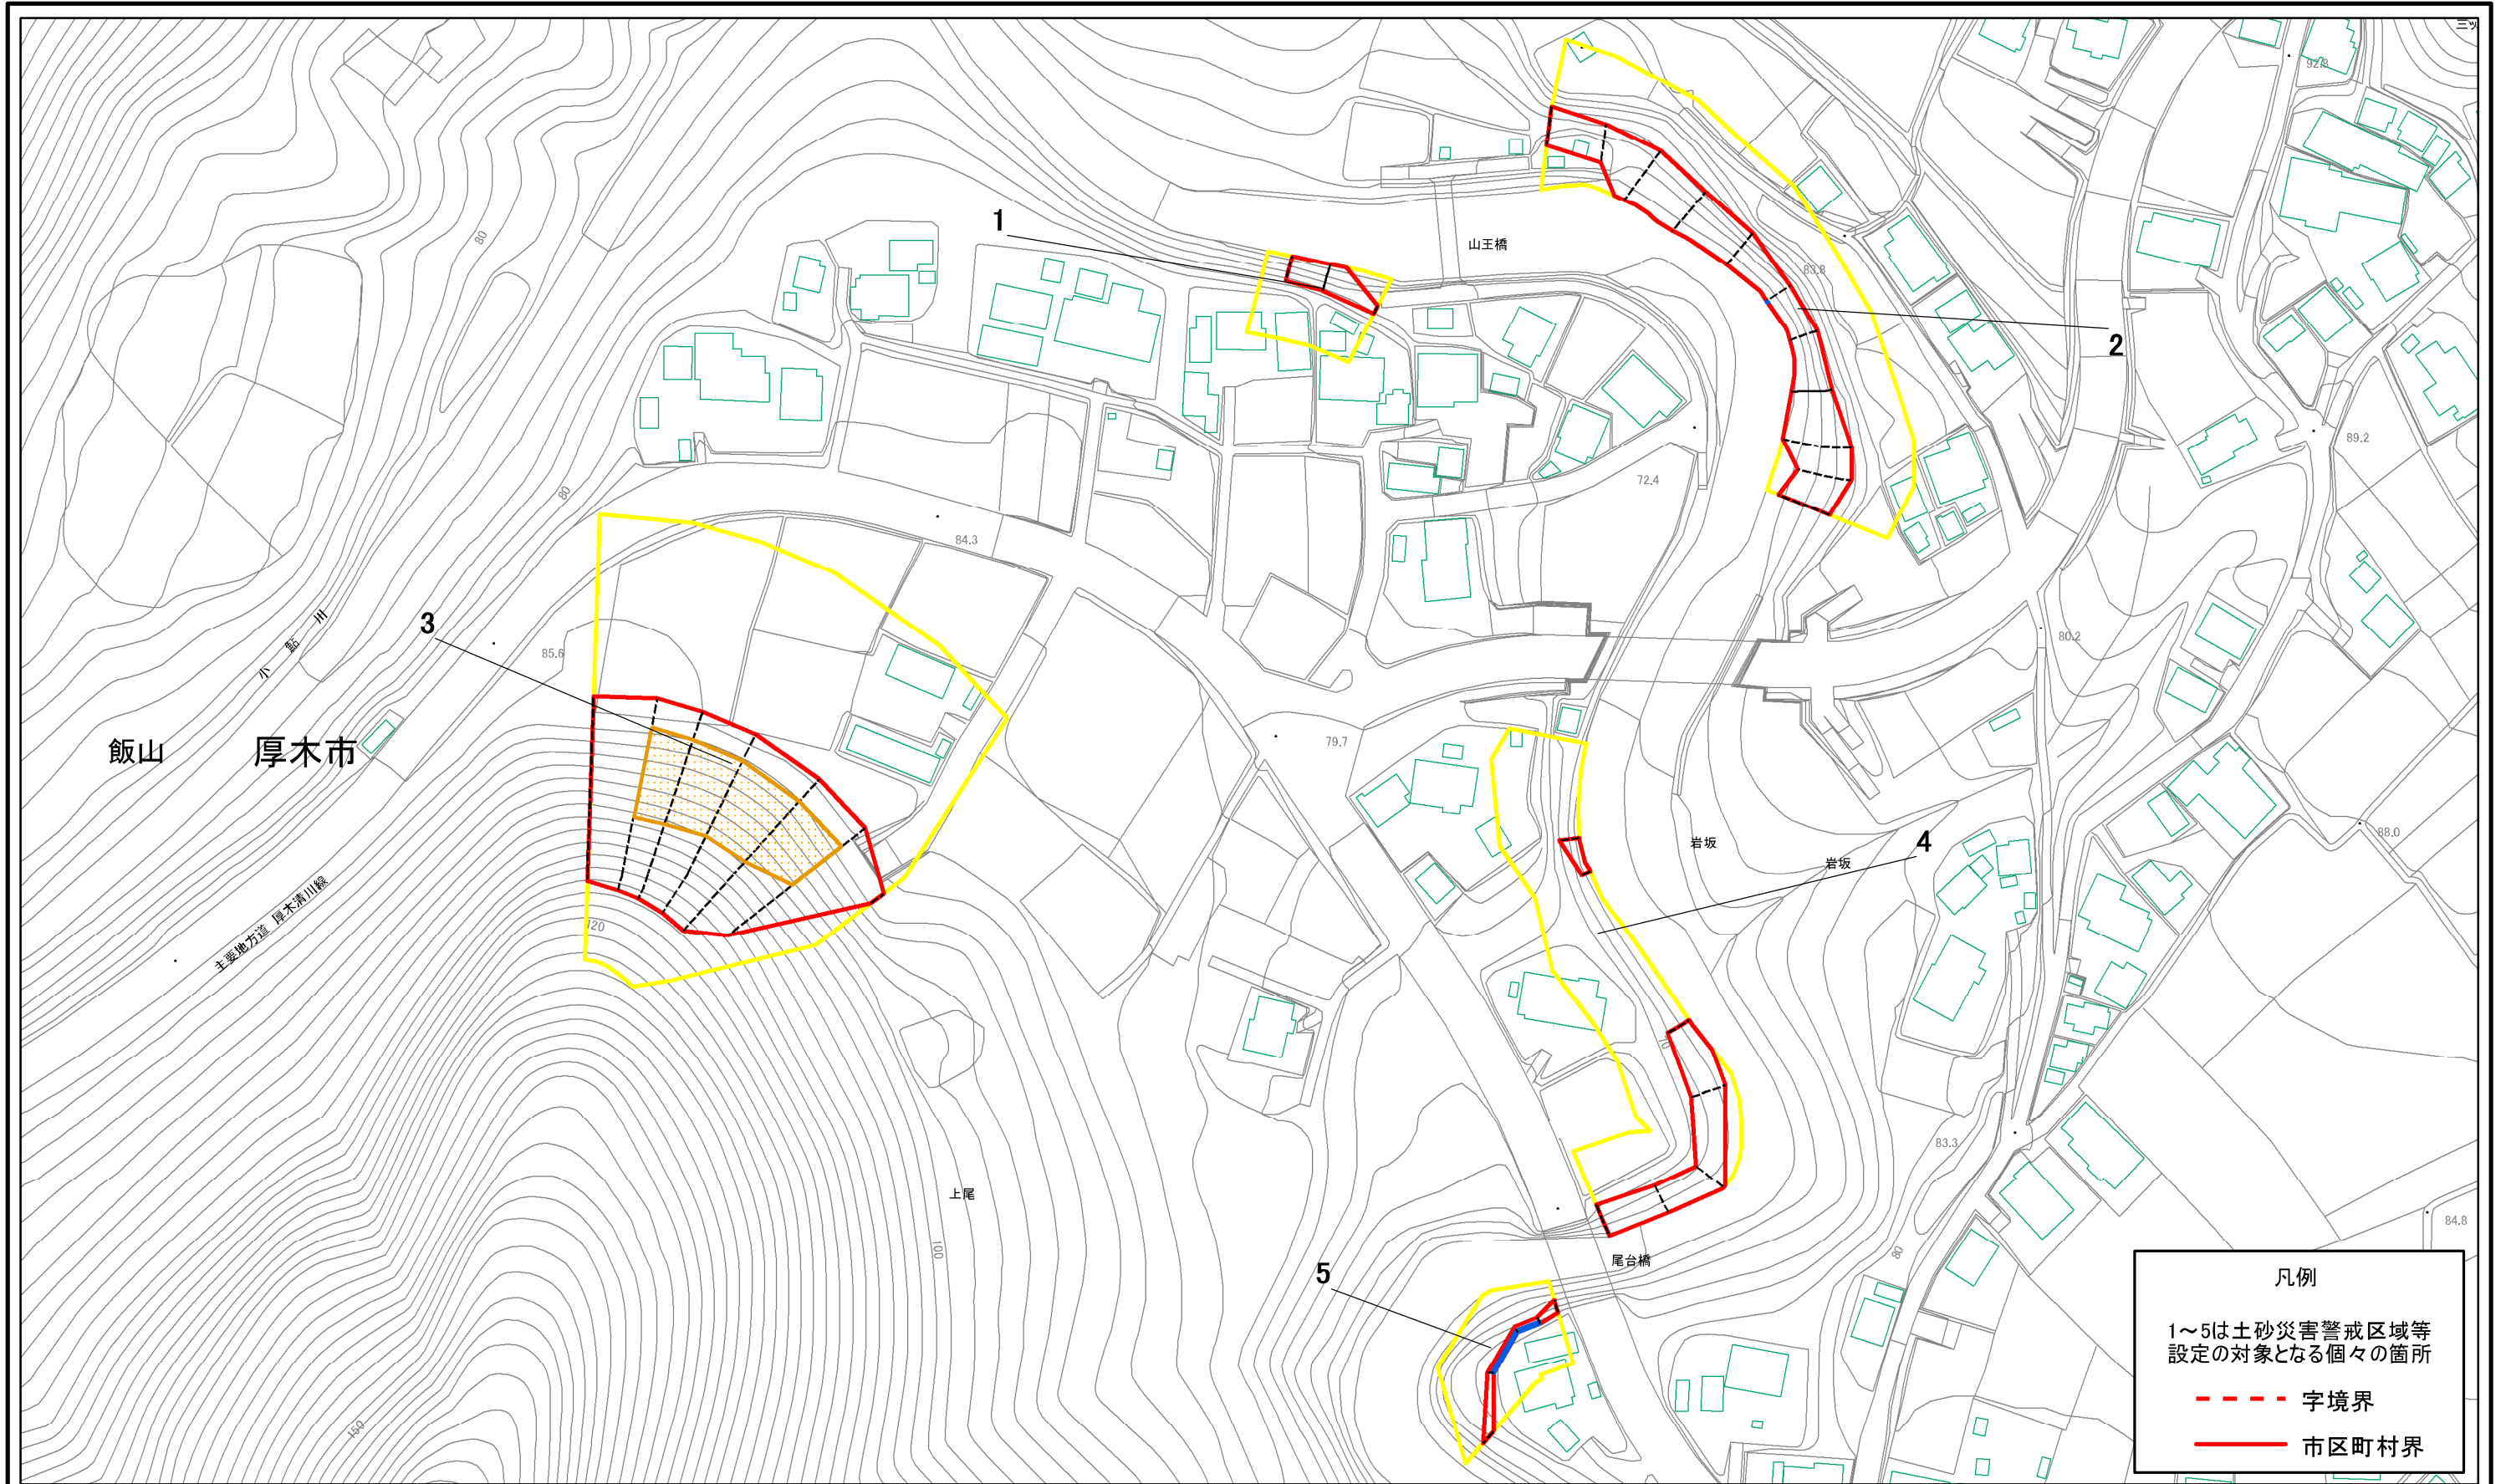 三ツ
92.8
1
山王橋
83.8
2
80
89.2
72.4
80
84.3
3
小鮎川
85.6
80.2
飯山
厚木市
79.7
岩坂
岩坂
4
88.0
主要地方道 厚木清川線
120
70
上尾
83.3
84.8
100
80
尾台橋
5
150
凡例
1～5は土砂災害警戒区域等
設定の対象となる個々の箇所
字境界
市区町村界